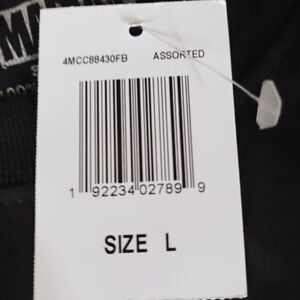 4MCC88430FB ASSORTED
1 92234 02789 9
SIZE L